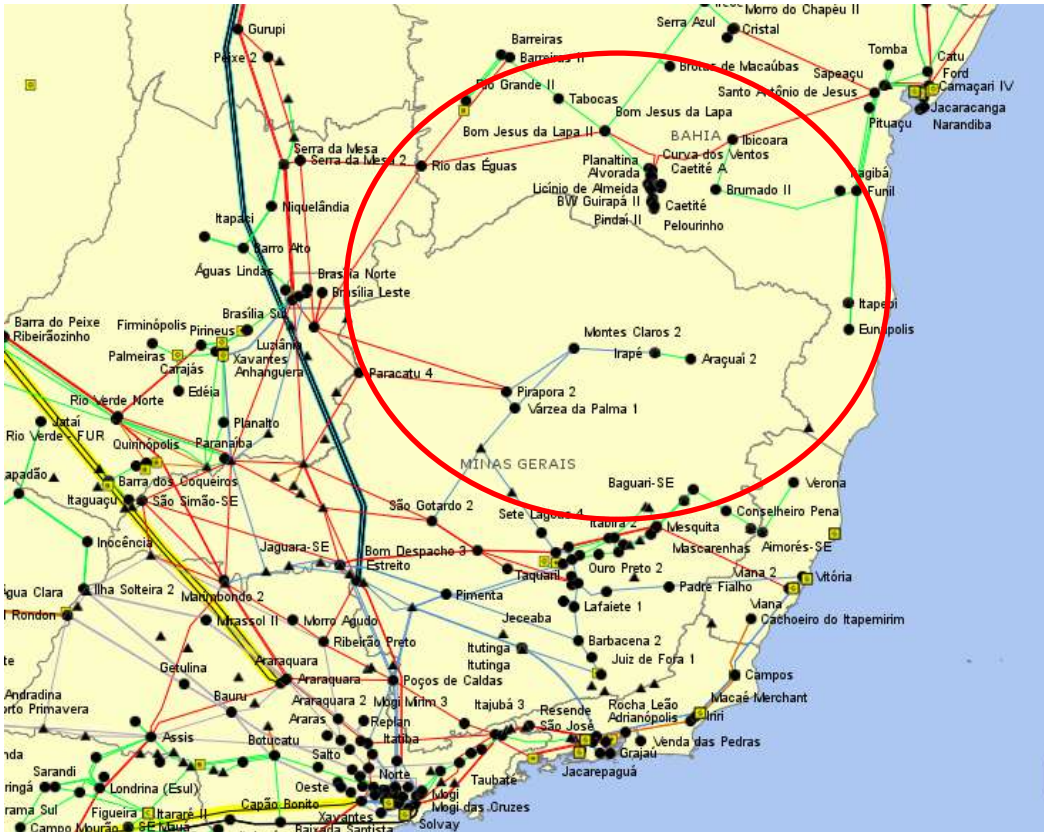 Morro do Chapéu II
Serra Azul
Cristal
Gurupi
Barreiras
Barreiras II
Tomba
Catu
Peixe 2
Brotas de Macaúbas
Sapeaçu
Ford
Rio Grande II
Tabocas
Santo Antônio de Jesus
Camaçari IV
Jacaracanga
Pituaçu
Narandiba
Bom Jesus da Lapa
Bom Jesus da Lapa II
BAHIA
Ibicoara
Serra da Mesa
Serra da Mesa 2
Rio das Éguas
Planaltina
Curva dos Ventos
Alvorada
Caetité A
Licínio de Almeida
Brumado II
Funil
BW Guirapá II
Caetité
Pindaí II
Pelourinho
Niquelândia
Itapaci
Barro Alto
Águas Lindas
Brasília Norte
Brasília Leste
Itapebi
Eunápolis
Brasília Sul
Barra do Peixe
Firminópolis
Ribeirãozinho
Pirineus
Luziânia
Montes Claros 2
Irapé
Araçuaí 2
Palmeiras
Xavantes
Carajás
Anhanguera
Paracatu 4
Edéia
Pirapora 2
Rio Verde Norte
Várzea da Palma 1
Jataí
Planalto
Rio Verde - FUR
Quirinópolis
Paranaíba
MINAS GERAIS
apadão
Barra dos Coqueiros
Baguari-SE
Verona
Itaguaçu
São Simão-SE
São Gotardo 2
Sete Lagoas 4
Itabira 2
Mesquita
Conselheiro Pena
Inocência
Jaguara-SE
Bom Despacho 3
Mascarenhas
Aimorés-SE
Estreito
Taquaril
Ouro Preto 2
Viana 2
Vitória
Água Clara
Ilha Solteira 2
Marimbondo 2
Pimenta
Padre Fialho
Viana
Rondon
Mirassol II
Morro Agudo
Jeceaba
Lafaiete 1
Cachoeiro do Itapemirim
Ribeirão Preto
Itutinga
Barbacena 2
Getulina
Araraquara
Itutinga
Juiz de Fora 1
Campos
Andradina
Bauru
Araraquara
Poços de Caldas
Macaé Merchant
orto Primavera
Araraquara 2
Mogi Mirim 3
Itajubá 3
Resende
Rocha Leão
Iriri
Araras
Replan
São José
Adrianópolis
Assis
Botucatu
Salto
Itatiba
Grajaú
Venda das Pedras
Sarandi
Oeste
Norte
Taubate
Jacarepaguá
Londrina (Esul)
Capão Bonito
Mogi
Figueira
Itararé II
Xavantes
Mogi das Cruzes
Campo Mourão
SE Mauá
Baixada Santista
Solvay